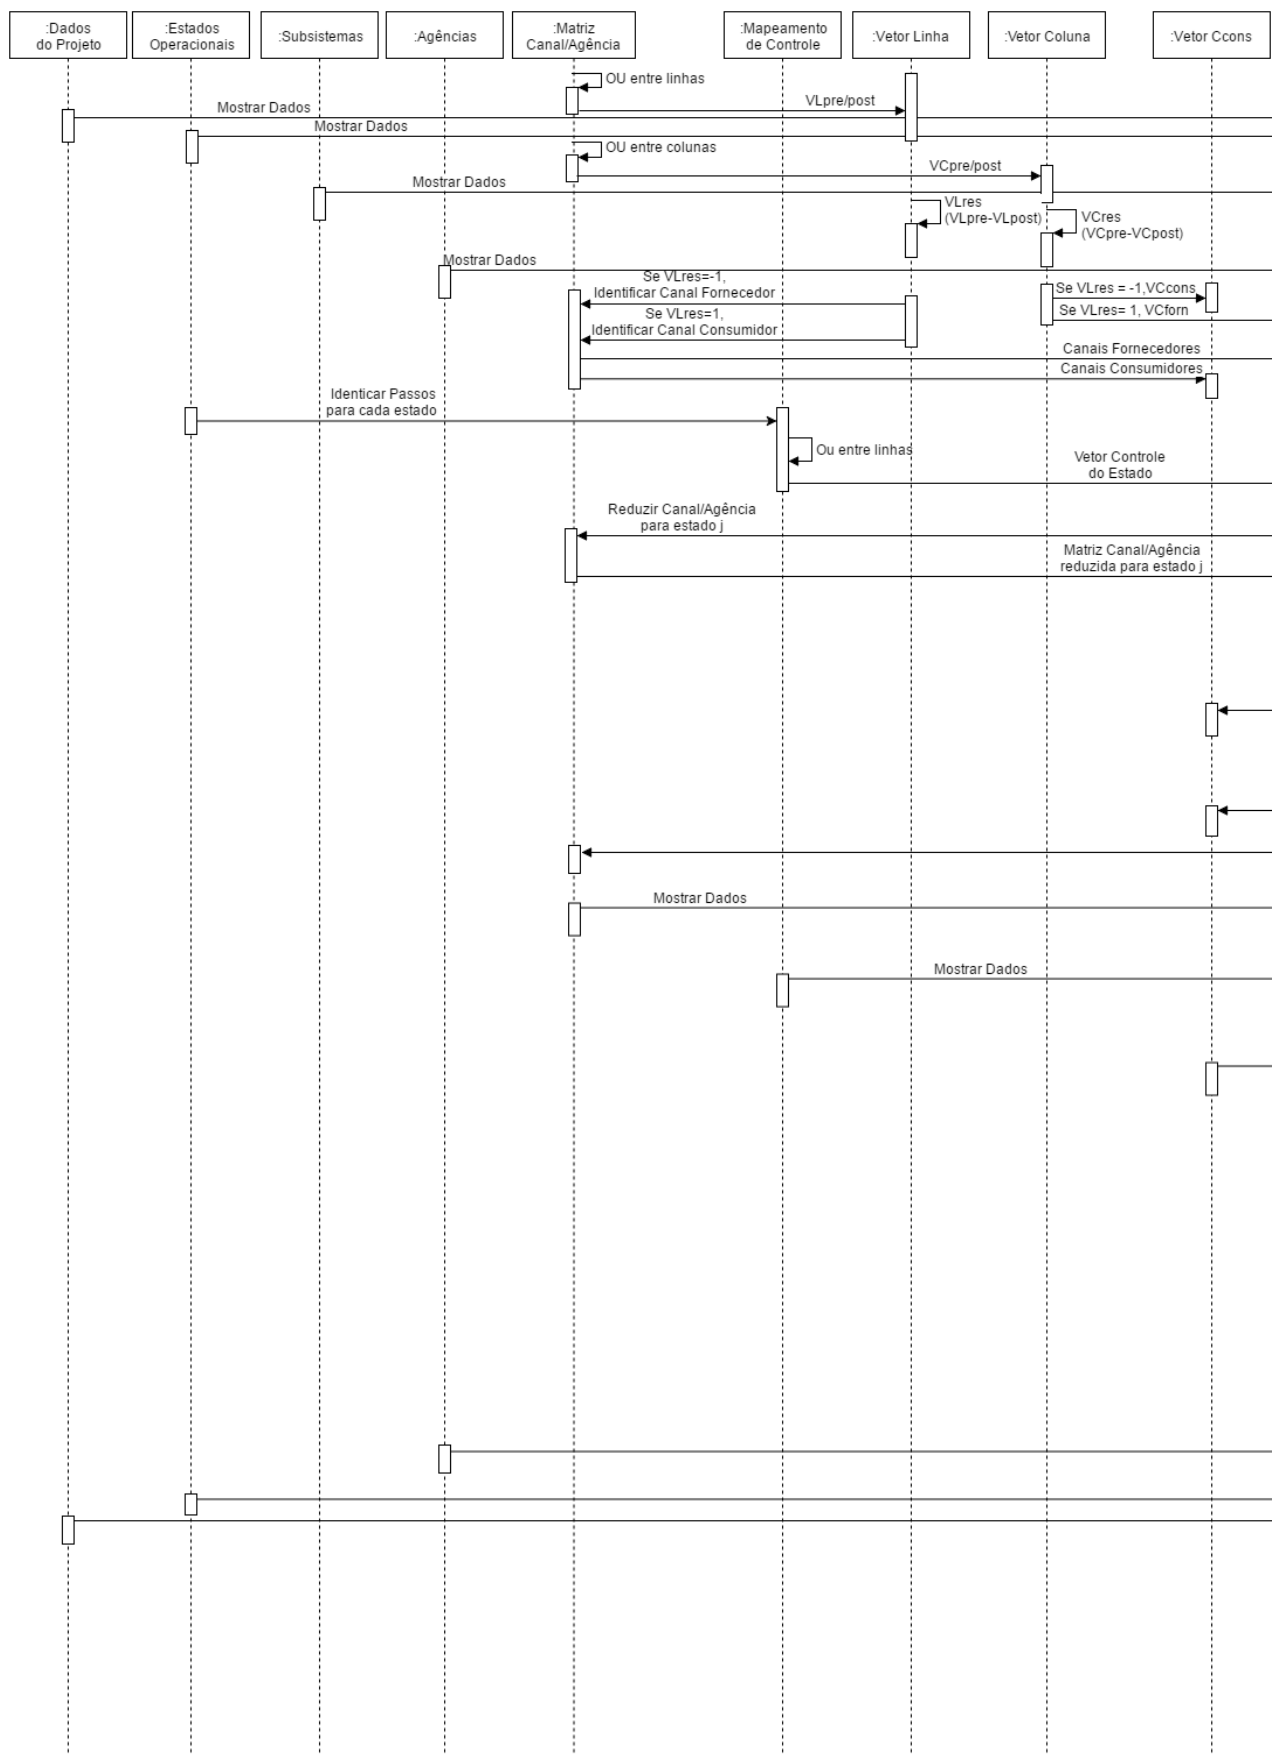 :Dados
do Projeto
:Estados
Operacionais
:Subsistemas
:Agências
:Matriz
Canal/Agência
:Mapeamento
de Controle
:Vetor Linha
:Vetor Coluna
:Vetor Ccons
OU entre linhas
VLpre/post
Mostrar Dados
Mostrar Dados
OU entre colunas
VCpre/post
Mostrar Dados
VLres
(VLpre-VLpost)
VCres
(VCpre-VCpost)
Mostrar Dados
Se VLres=-1,
Identificar Canal Fornecedor
Se VLres = -1,VCcons
Se VLres=1,
Identificar Canal Consumidor
Se VLres= 1, VCforn
Canais Fornecedores
Canais Consumidores
Identicar Passos
para cada estado
Ou entre linhas
Vetor Controle
do Estado
Reduzir Canal/Agência
para estado j
Matriz Canal/Agência
reduzida para estado j
Mostrar Dados
Mostrar Dados